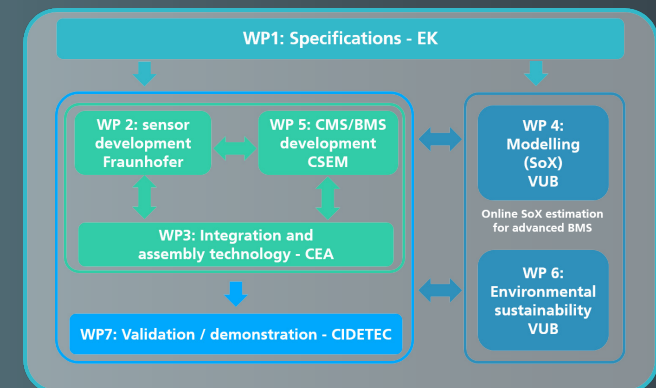 WP1: Specifications - EK
WP 2: sensor
development
Fraunhofer
WP 5: CMS/BMS
development
CSEM
WP3: Integration and
assembly technology - CEA
WP7: Validation / demonstration - CIDETEC
WP 4:
Modelling
(SoX)
VUB
Online SoX estimation
for advanced BMS
WP 6:
Environmental
sustainability
VUB